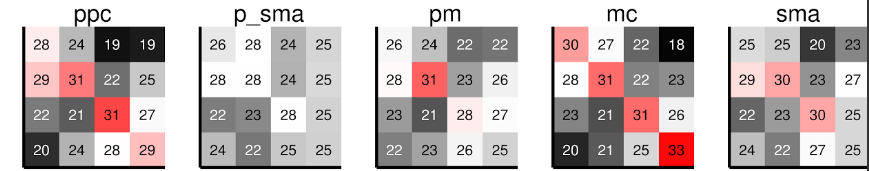 ppc p_sma pm mc sma
28 24 19 19 26 28 24 25 26 24 22 22 30 27 22 18 25 25 20 23
29 31 22 25 28 28 24 25 28 31 23 26 28 31 22 23 29 30 23 27
22 21 31 27 22 23 28 25 23 21 28 27 23 21 31 26 22 23 30 25
20 24 28 29 24 22 25 25 22 23 26 25 20 21 25 33 24 22 27 25